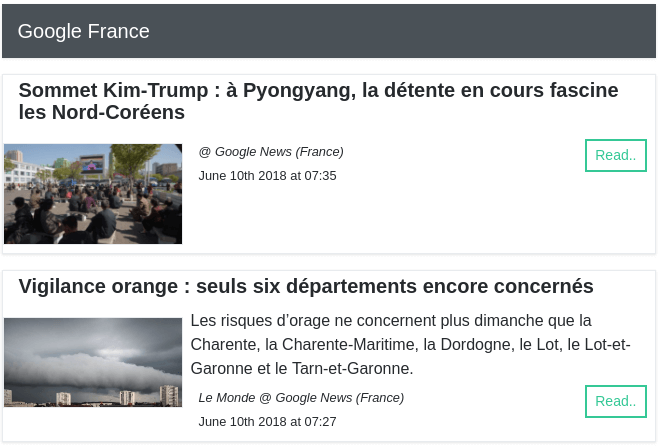 Google France
Sommet Kim-Trump : à Pyongyang, la détente en cours fascine
les Nord-Coréens
@ Google News (France)
June 10th 2018 at 07:35
Read..
Vigilance orange : seuls six départements encore concernés
Les risques d’orage ne concernent plus dimanche que la
Charente, la Charente-Maritime, la Dordogne, le Lot, le Lot-et-
Garonne et le Tarn-et-Garonne.
Le Monde @ Google News (France)
June 10th 2018 at 07:27
Read..